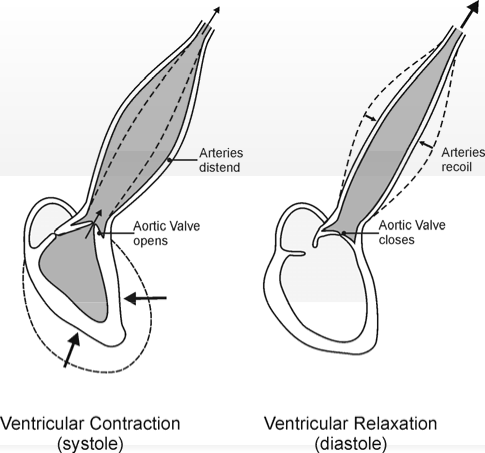 Arteries
distend
Aortic Valve
opens
Arteries
recoil
Aortic Valve
closes
Ventricular Contraction
(systole)
Ventricular Relaxation
(diastole)